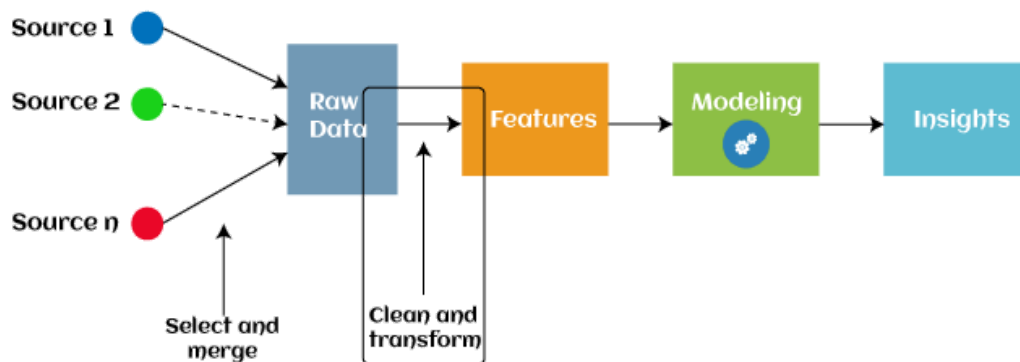 Source 1
Source 2
Source n
Raw
Data
Features
Modeling
Insights
Select and
merge
Clean and
transform